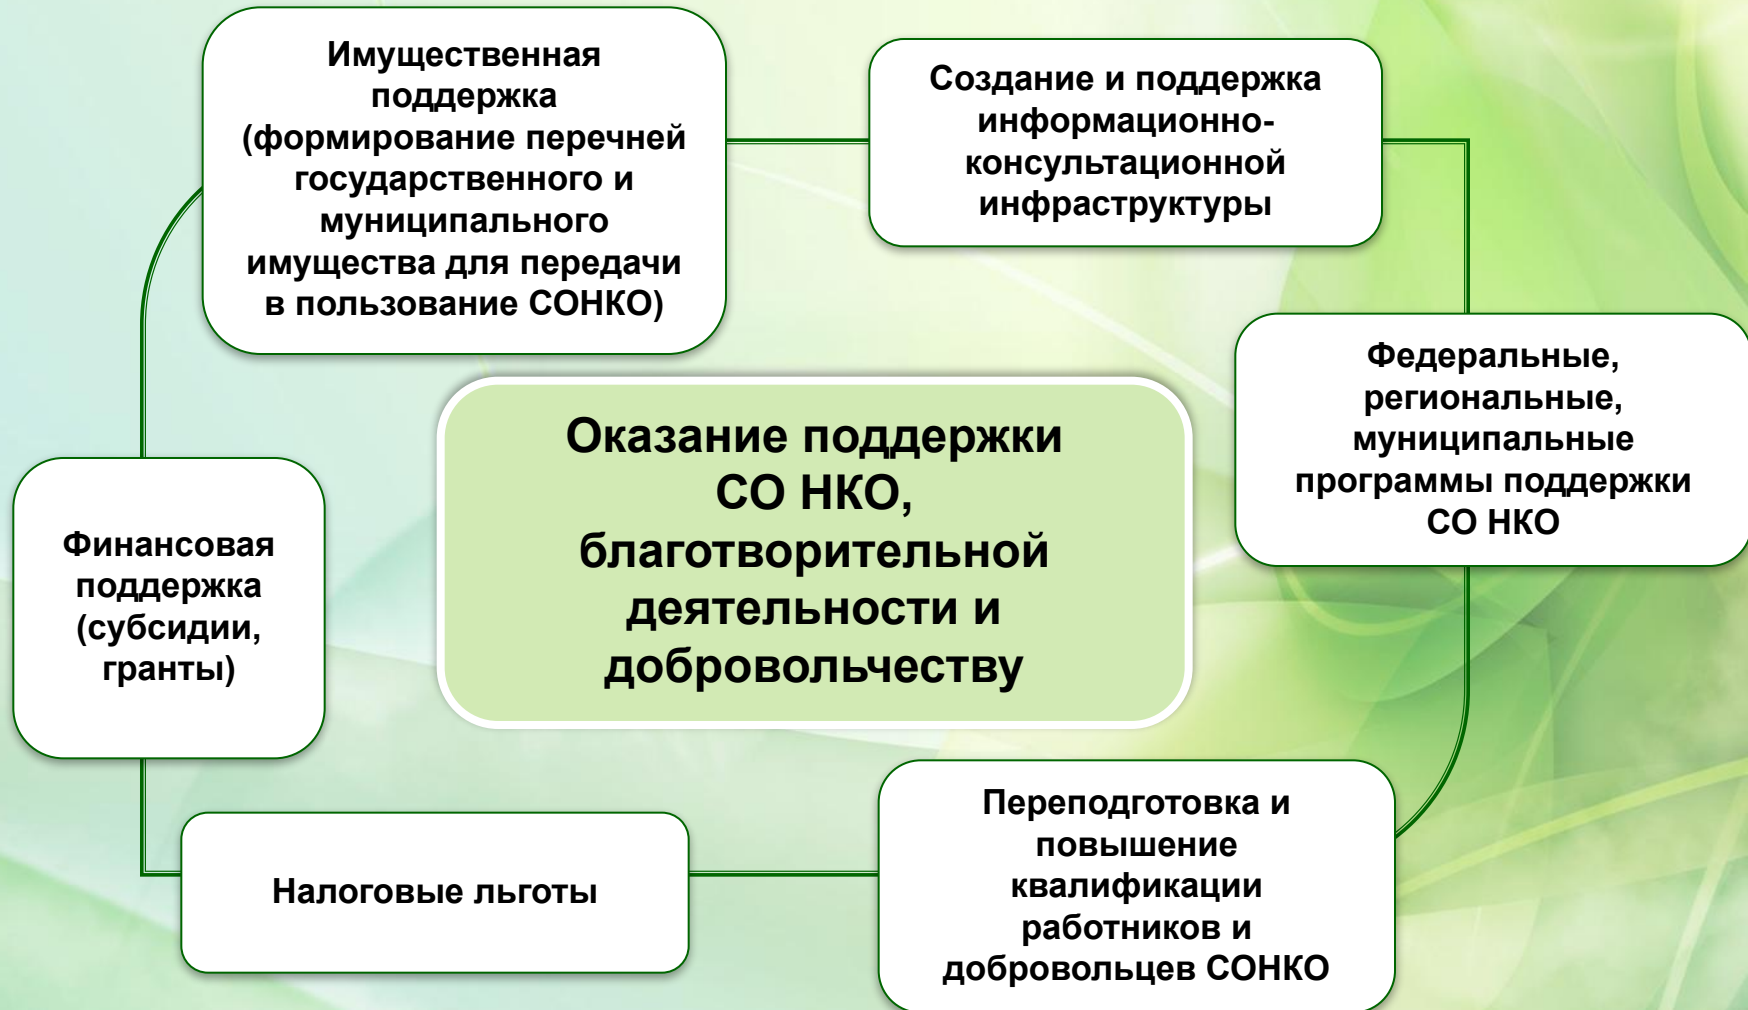 Имущественная
поддержка
(формирование перечней
государственного и
муниципального
имущества для передачи
в пользование СОНКО)
Создание и поддержка
информационно-
консультационной
инфраструктуры
Федеральные,
региональные,
муниципальные
программы поддержки
СО НКО
Оказание поддержки
СО НКО,
благотворительной
деятельности и
добровольчеству
Финансовая
поддержка
(субсидии,
гранты)
Налоговые льготы
Переподготовка и
повышение
квалификации
работников и
добровольцев СОНКО